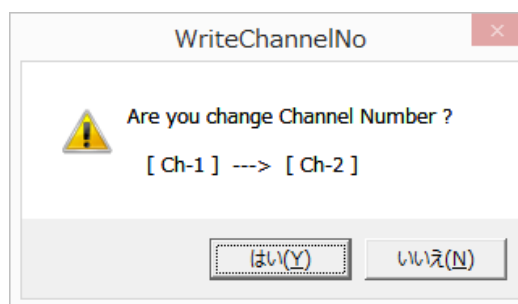 WriteChannelNo
Are you change Channel Number ?
[ Ch-1 ] ---> [ Ch-2 ]
はい(Y)
いいえ(N)